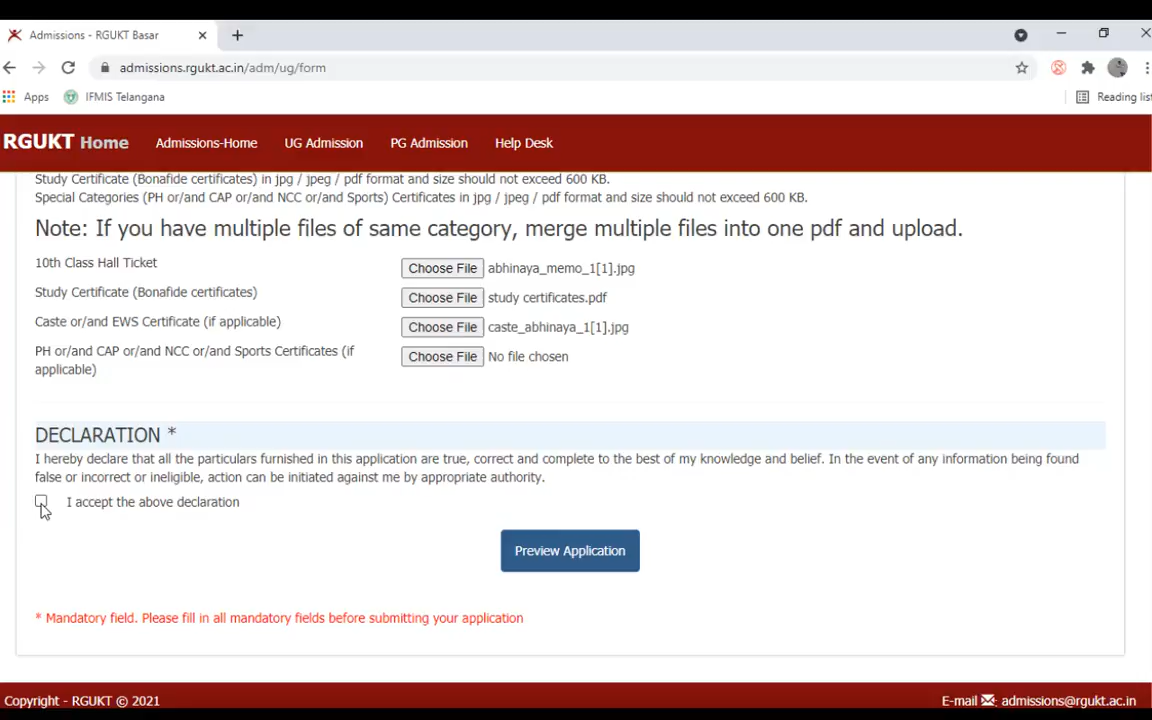 Admissions - RGUKT Basar
admissions.rgukt.ac.in/adm/ug/form
Apps IFMIS Telangana Reading list
RGUKT Home Admissions-Home UG Admission PG Admission Help Desk
Study Certificate (Bonafide certificates) in jpg / jpeg / pdf format and size should not exceed 600 KB.
Special Categories (PH or/and CAP or/and NCC or/and Sports) Certificates in jpg / jpeg / pdf format and size should not exceed 600 KB.
Note: If you have multiple files of same category, merge multiple files into one pdf and upload.
10th Class Hall Ticket Choose File abhinaya_memo_1[1].jpg
Study Certificate (Bonafide certificates) Choose File study certificates.pdf
Caste or/and EWS Certificate (if applicable) Choose File caste_abhinaya_1[1].jpg
PH or/and CAP or/and NCC or/and Sports Certificates (if Choose File No file chosen
applicable)
DECLARATION *
I hereby declare that all the particulars furnished in this application are true, correct and complete to the best of my knowledge and belief. In the event of any information being found
false or incorrect or ineligible, action can be initiated against me by appropriate authority.
I accept the above declaration
Preview Application
* Mandatory field. Please fill in all mandatory fields before submitting your application
Copyright - RGUKT © 2021 E-mail : admissions@rgukt.ac.in